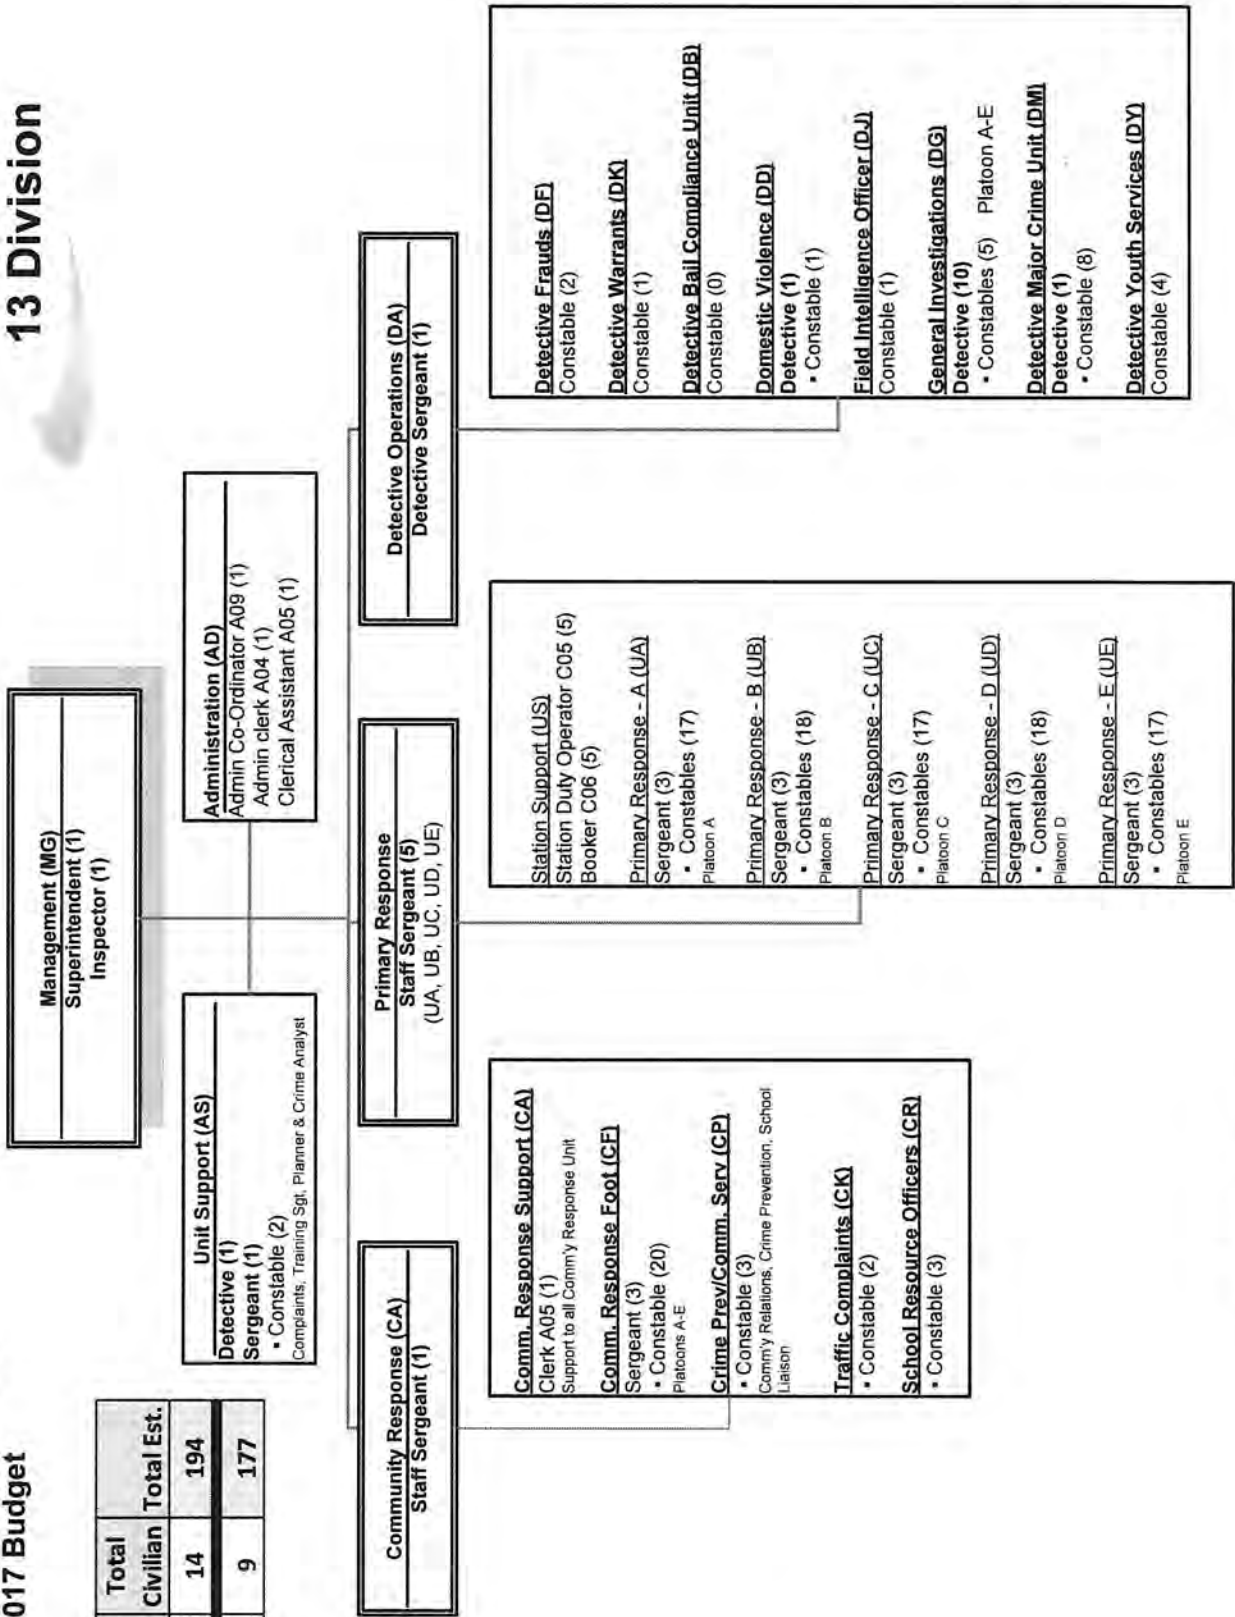 017 Budget
13 Division
Total
Civilian Total Est.
14 194
9 177
Management (MG)
Superintendent (1)
Inspector (1)
Unit Support (AS)
Detective (1)
Sergeant (1)
• Constable (2)
Complaints, Training Sgt, Planner & Crime Analyst
Administration (AD)
Admin Co-Ordinator A09 (1)
Admin clerk A04 (1)
Clerical Assistant A05 (1)
Community Response (CA)
Staff Sergeant (1)
Primary Response
Staff Sergeant (5)
(UA, UB, UC, UD, UE)
Detective Operations (DA)
Detective Sergeant (1)
Comm. Response Support (CA)
Clerk A05 (1)
Support to all Comm'y Response Unit
Comm. Response Foot (CF)
Sergeant (3)
• Constable (20)
Platoons A-E
Crime Prev/Comm. Serv (CP)
• Constable (3)
Comm'y Relations, Crime Prevention, School
Liaison
Traffic Complaints (CK)
• Constable (2)
School Resource Officers (CR)
• Constable (3)
Station Support (US)
Station Duty Operator C05 (5)
Booker C06 (5)
Primary Response - A (UA)
Sergeant (3)
• Constables (17)
Platoon A
Primary Response - B (UB)
Sergeant (3)
• Constables (18)
Platoon B
Primary Response - C (UC)
Sergeant (3)
• Constables (17)
Platoon C
Primary Response - D (UD)
Sergeant (3)
• Constables (18)
Platoon D
Primary Response - E (UE)
Sergeant (3)
• Constables (17)
Platoon E
Detective Frauds (DF)
Constable (2)
Detective Warrants (DK)
Constable (1)
Detective Bail Compliance Unit (DB)
Constable (0)
Domestic Violence (DD)
Detective (1)
• Constable (1)
Field Intelligence Officer (DJ)
Constable (1)
General Investigations (DG)
Detective (10)
• Constables (5) Platoon A-E
Detective Major Crime Unit (DM)
Detective (1)
• Constable (8)
Detective Youth Services (DY)
Constable (4)